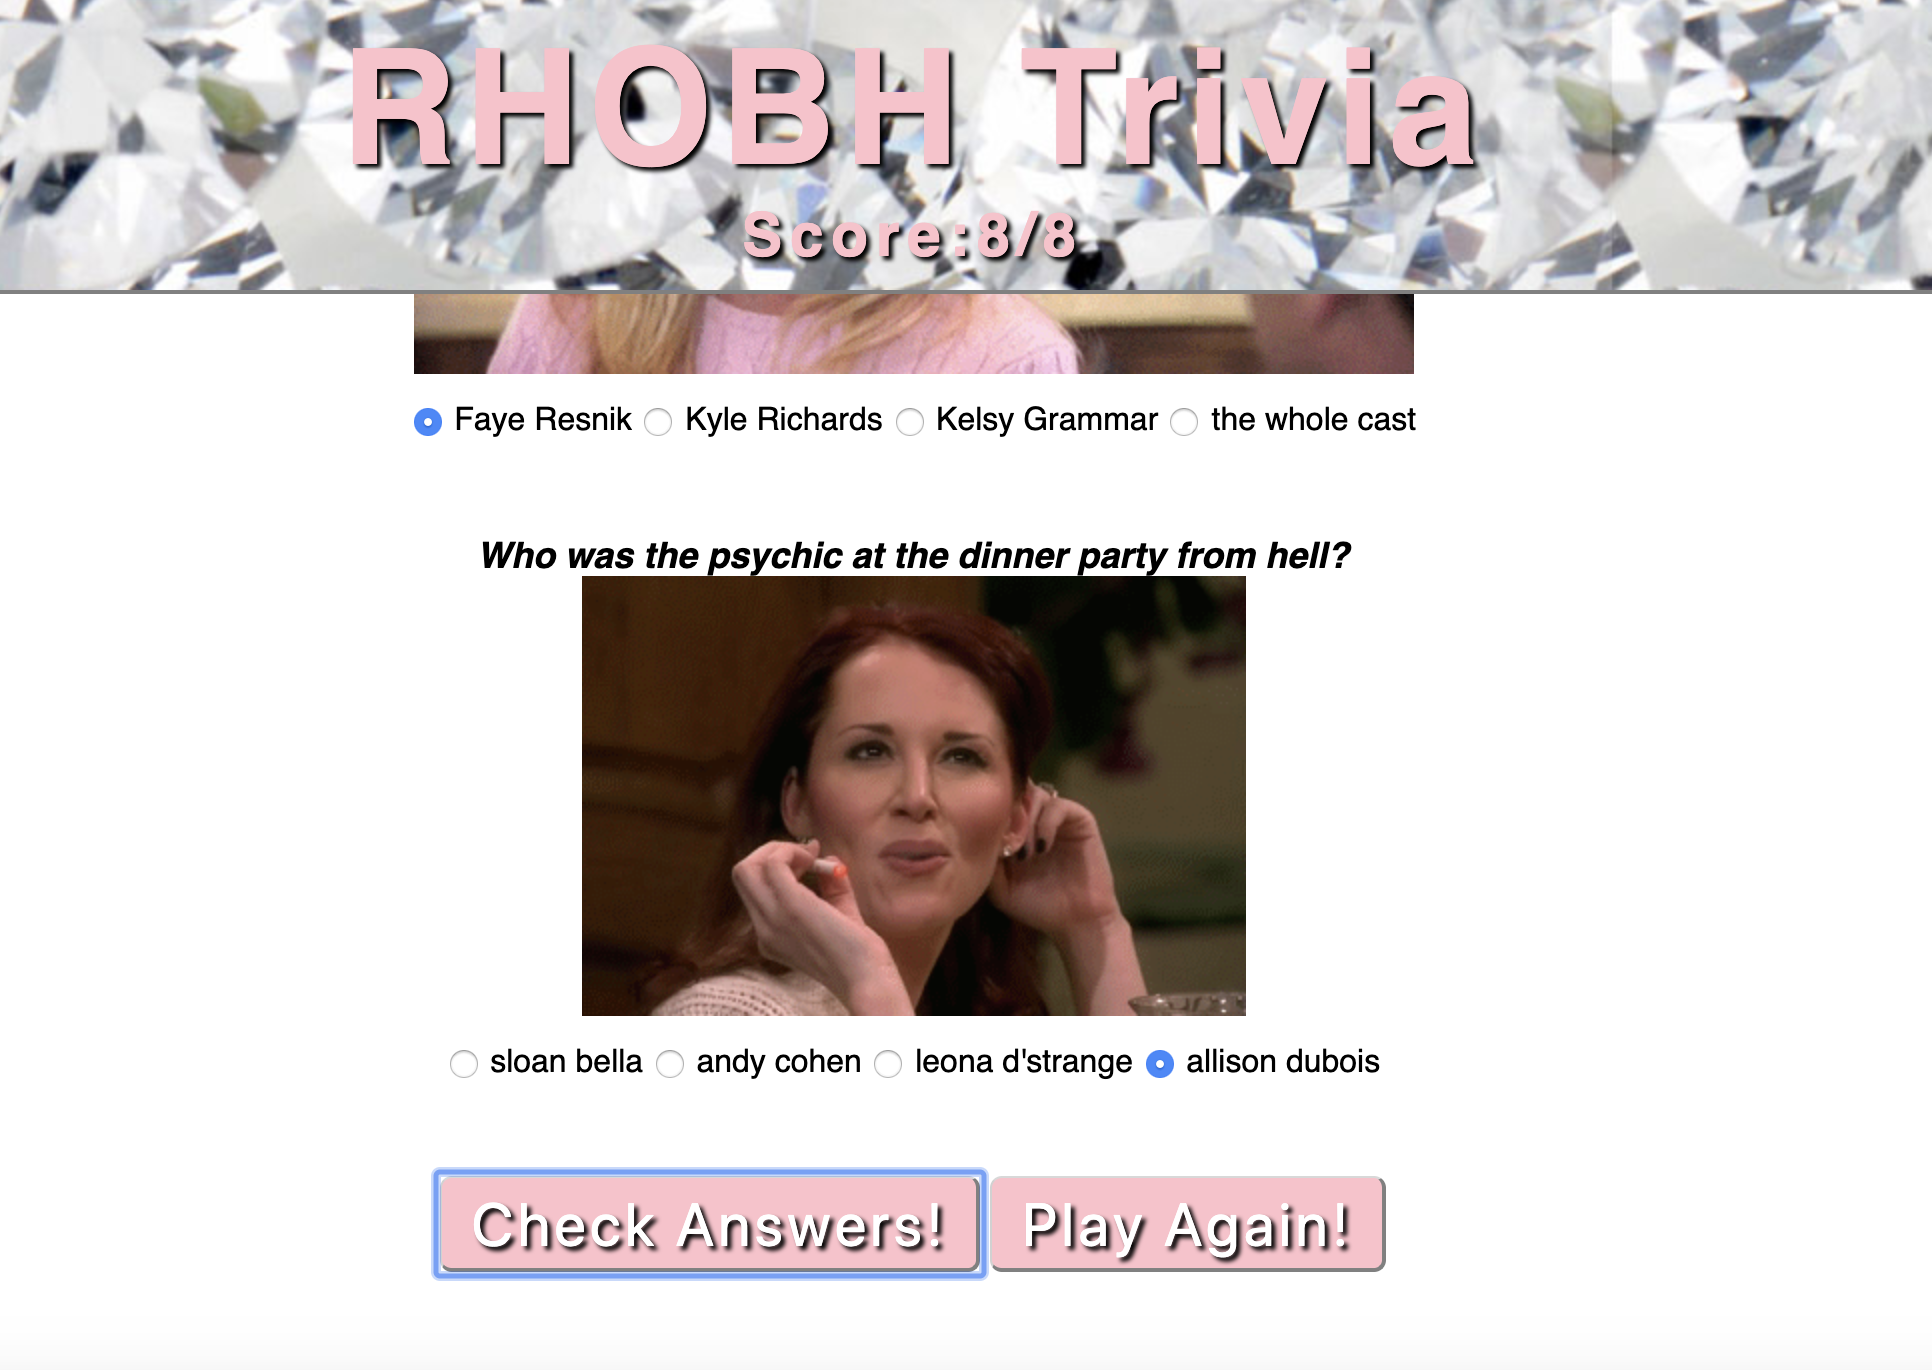 RHOBH Trivia
Score:8/8
Faye Resnik Kyle Richards Kelsy Grammar the whole cast
Who was the psychic at the dinner party from hell?
sloan bella andy cohen leona d'strange allison dubois
Check Answers! Play Again!